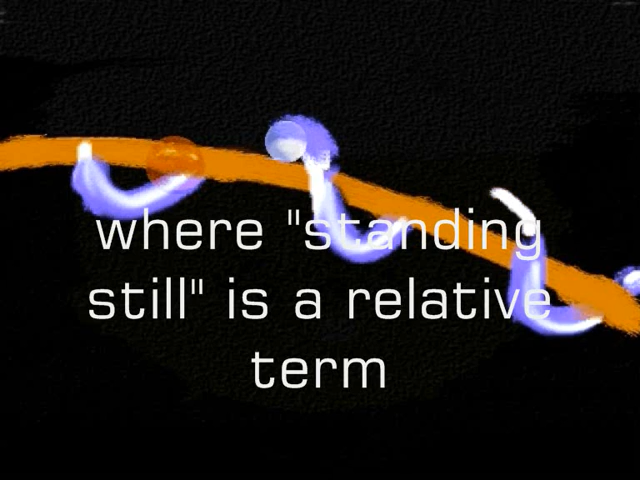 where "standing
still" is a relative
term